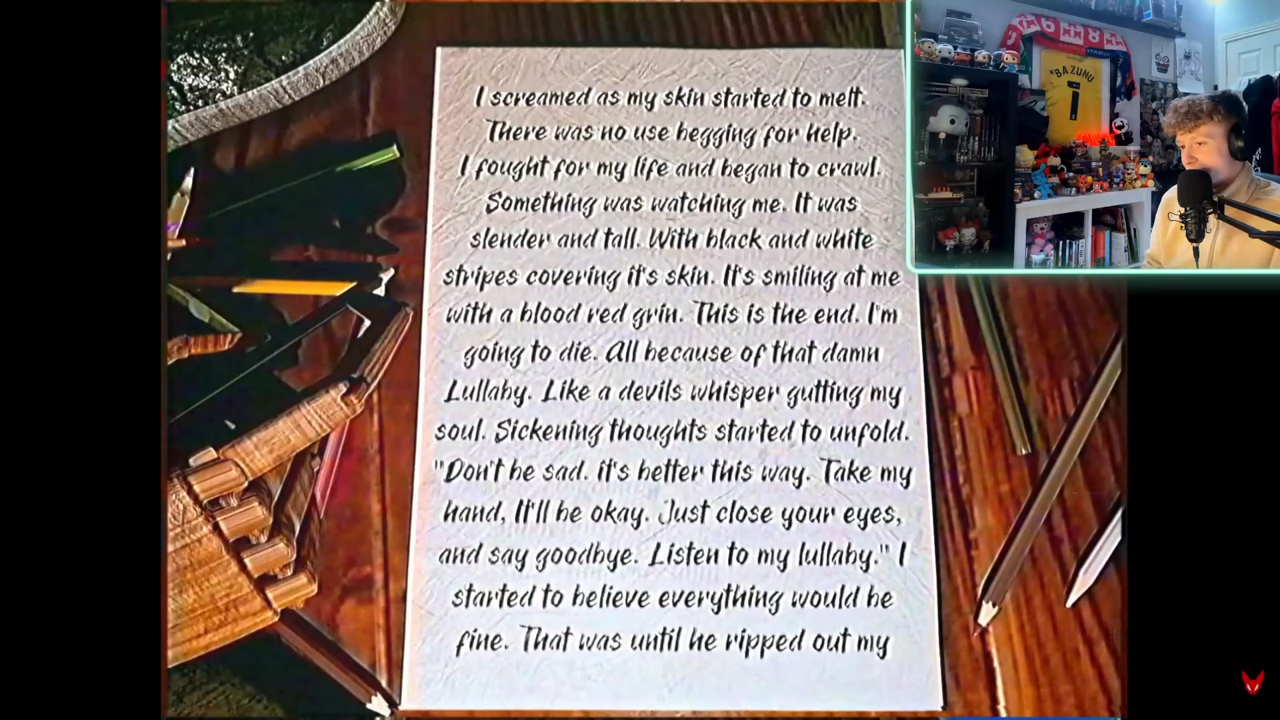 I screamed as my skin started to melt.
There was no use begging for help.
I fought for my life and began to crawl.
Something was watching me. It was
slender and tall. With black and white
stripes covering it's skin. It's smiling at me
with a blood red grin. This is the end. I'm
going to die. All because of that damn
Lullaby. Like a devils whisper gutting my
soul. Sickening thoughts started to unfold.
"Don't be sad. it's better this way. Take my
hand, It'll be okay. Just close your eyes,
and say goodbye. Listen to my lullaby." I
started to believe everything would be
fine. That was until he ripped out my
BAZUNU
1